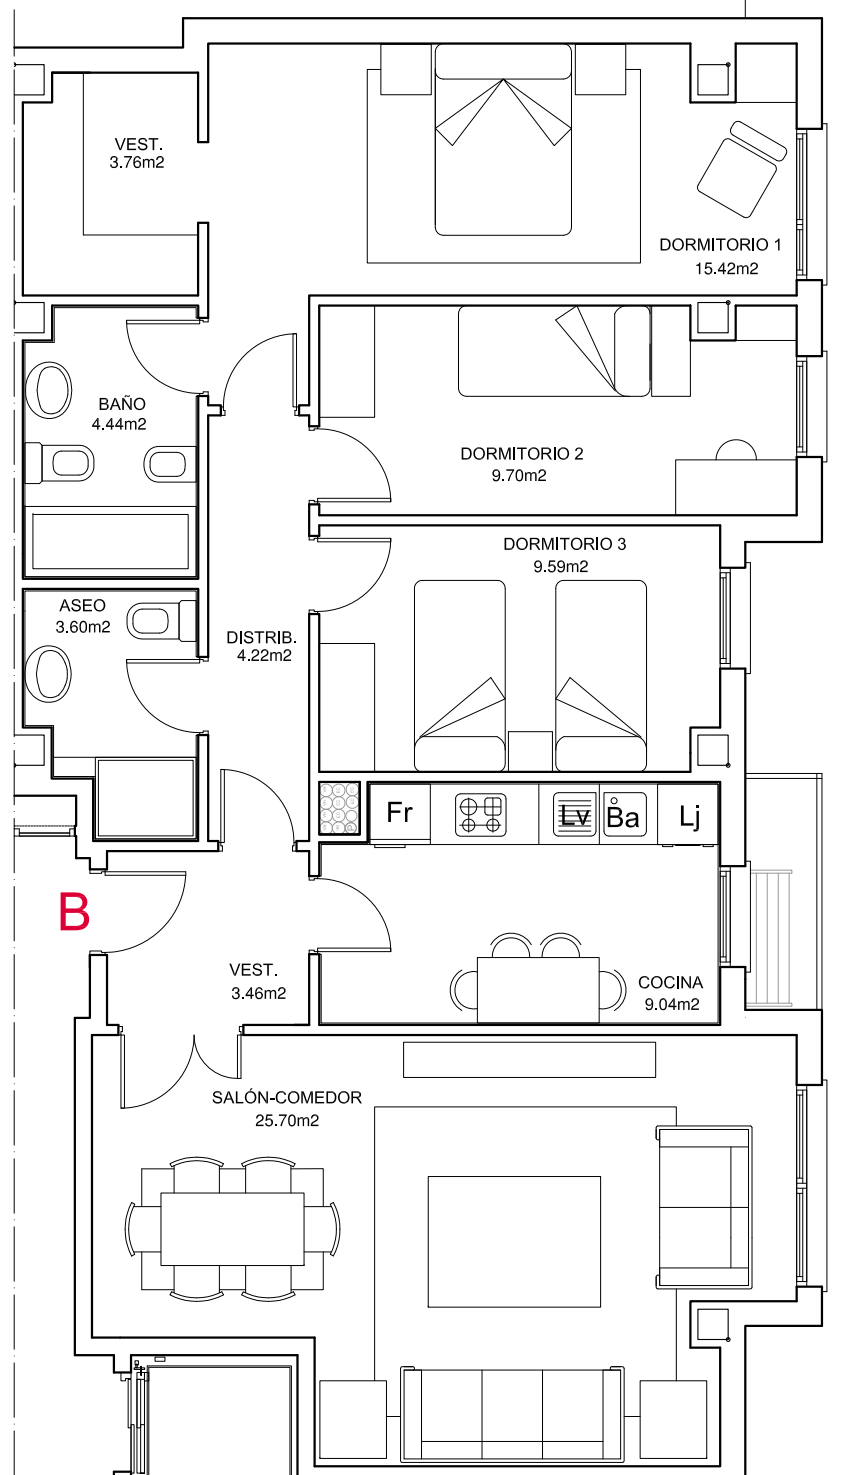 VEST.
3.76m2
DORMITORIO 1
15.42m2
BAÑO
4.44m2
DORMITORIO 2
9.70m2
DORMITORIO 3
9.59m2
ASEO
3.60m2
DISTRIB.
4.22m2
Fr
Lv
Ba
Lj
B
VEST.
3.46m2
COCINA
9.04m2
SALÓN-COMEDOR
25.70m2